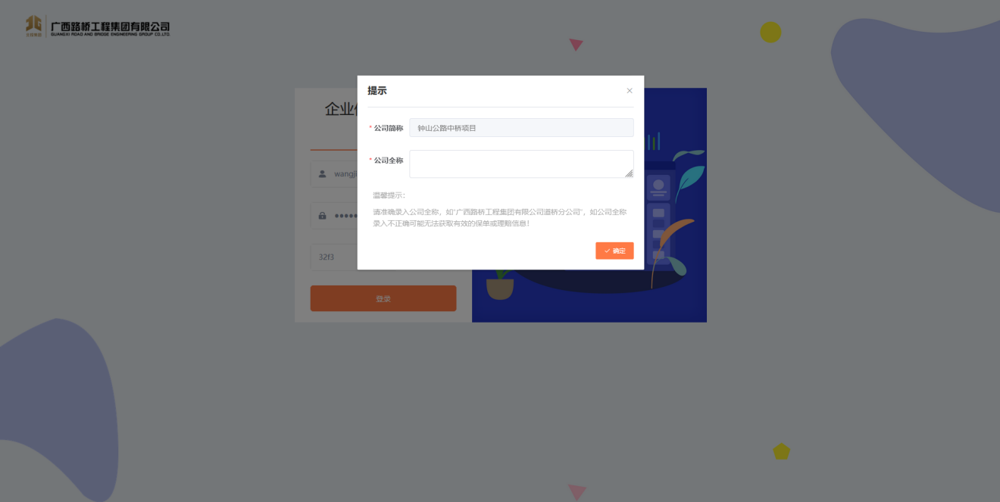 广西路桥工程集团有限公司
GUANGXI ROAD AND BRIDGE ENGINEERING GROUP CO.,LTD.
提示
企业
* 公司简称 钟山公路中桥项目
* 公司全称
wangji
温馨提示：
请准确录入公司全称，如"广西路桥工程集团有限公司道桥分公司"，如公司全称
录入不正确可能无法获取有效的保单或理赔信息！
确定
32f3
登录